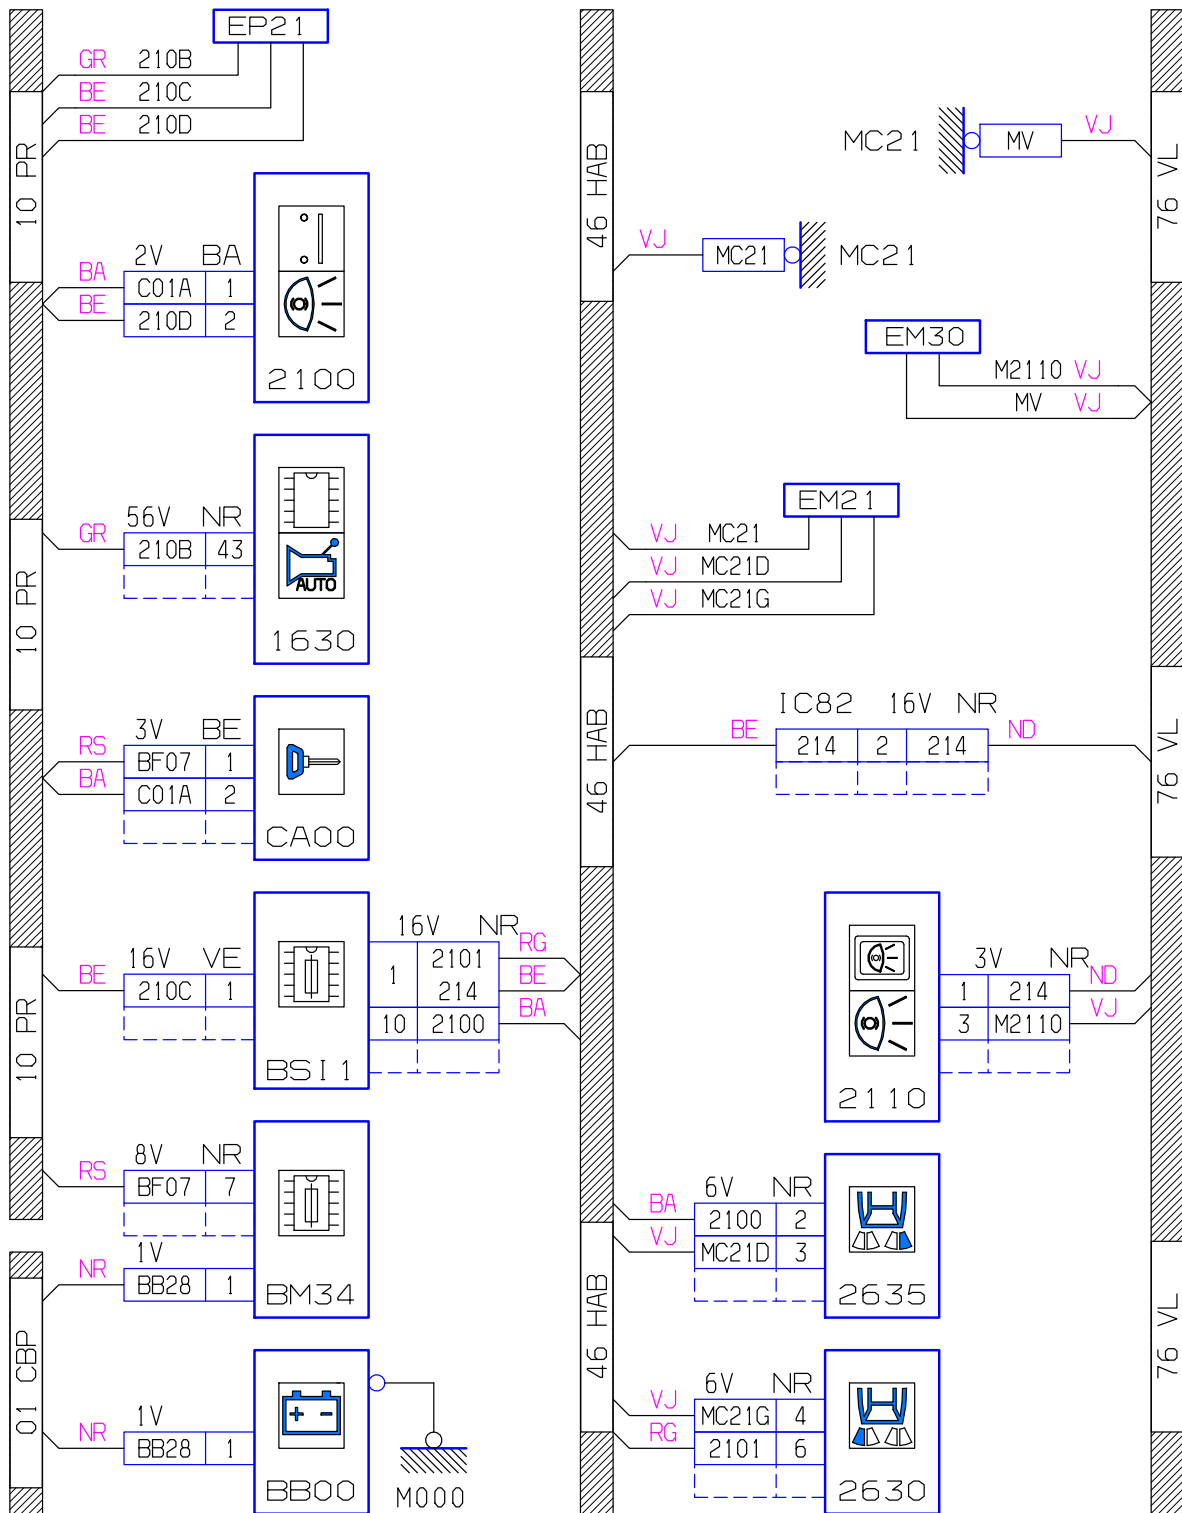 EP21
GR 210B
BE 210C
BE 210D
10 PR
2V BA
BA C01A 1
BE 210D 2
2100
56V NR
GR 210B 43
AUTO
1630
10 PR
3V BE
RS BF07 1
BA C01A 2
CA00
16V VE
BE 210C 1
BSI1
16V NR
1 2101 RG
214 BE
10 2100 BA
10 PR
8V NR
RS BF07 7
1V
NR BB28 1
BM34
01 CBP
1V
NR BB28 1
+ -
BB00
M000
46 HAB
MC21 MV VJ
76 VL
VJ MC21 MC21
EM30
M2110 VJ
MV VJ
EM21
VJ MC21
VJ MC21D
VJ MC21G
46 HAB
IC82 16V NR
BE 214 2 214 ND
76 VL
3V NR
1 214 ND
3 M2110 VJ
2110
6V NR
BA 2100 2
VJ MC21D 3
2635
46 HAB
76 VL
6V NR
VJ MC21G 4
RG 2101 6
2630